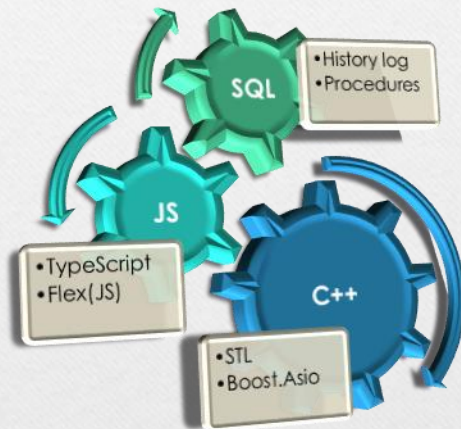 SQL
•History log
•Procedures
JS
•TypeScript
•Flex(JS)
C++
•STL
•Boost.Asio